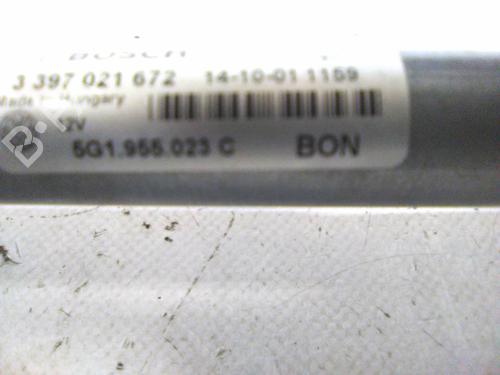 BOSCH
3 397 021 672 14-10-01 1159
Made in Hungary
12V
5G1.955.023 C BON